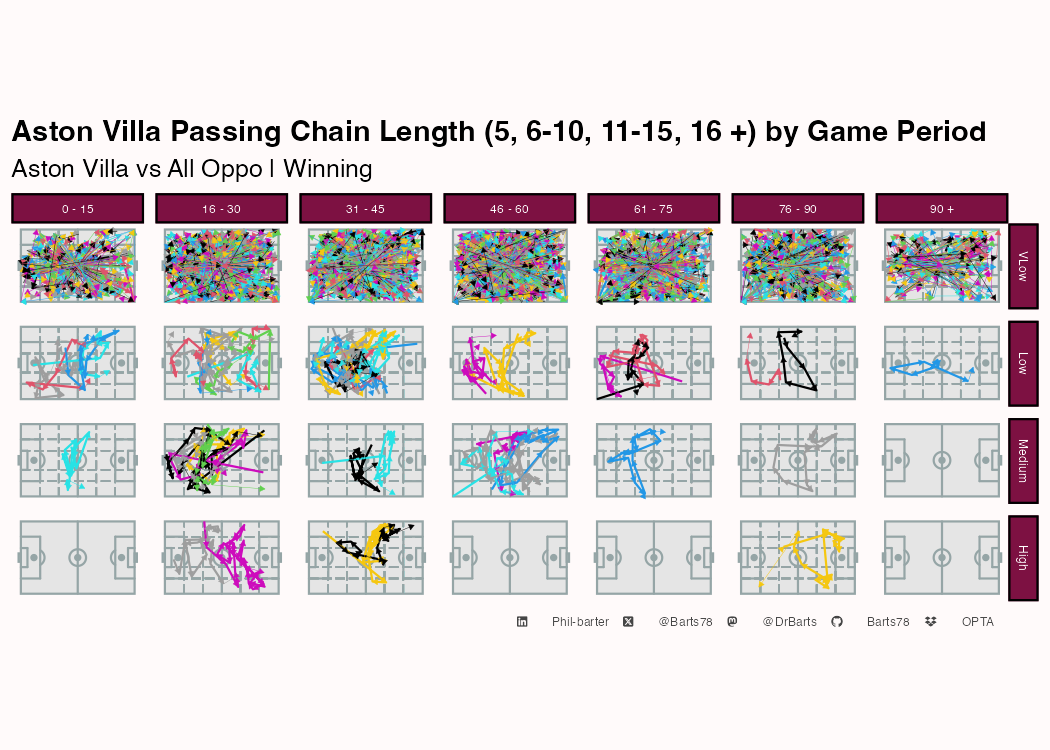 Aston Villa Passing Chain Length (5, 6-10, 11-15, 16 +) by Game Period
Aston Villa vs All Oppo | Winning
0 - 15 16 - 30 31 - 45 46 - 60 61 - 75 76 - 90 90 +
VLow
Low
Medium
High
Phil-barter @Barts78 @DrBarts Barts78 OPTA